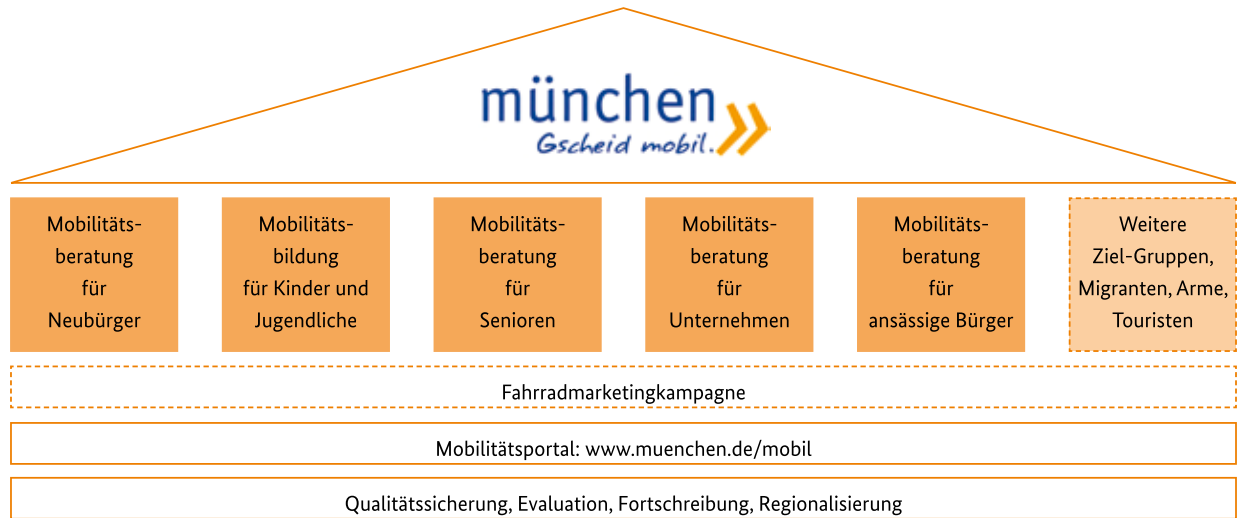 münchen
Gscheid mobil.
Mobilitäts-
beratung
für
Neubürger
Mobilitäts-
bildung
für Kinder und
Jugendliche
Mobilitäts-
beratung
für
Senioren
Mobilitäts-
beratung
für
Unternehmen
Mobilitäts-
beratung
für
ansässige Bürger
Weitere
Ziel-Gruppen,
Migranten, Arme,
Touristen
Fahrradmarketingkampagne
Mobilitätsportal: www.muenchen.de/mobil
Qualitätssicherung, Evaluation, Fortschreibung, Regionalisierung